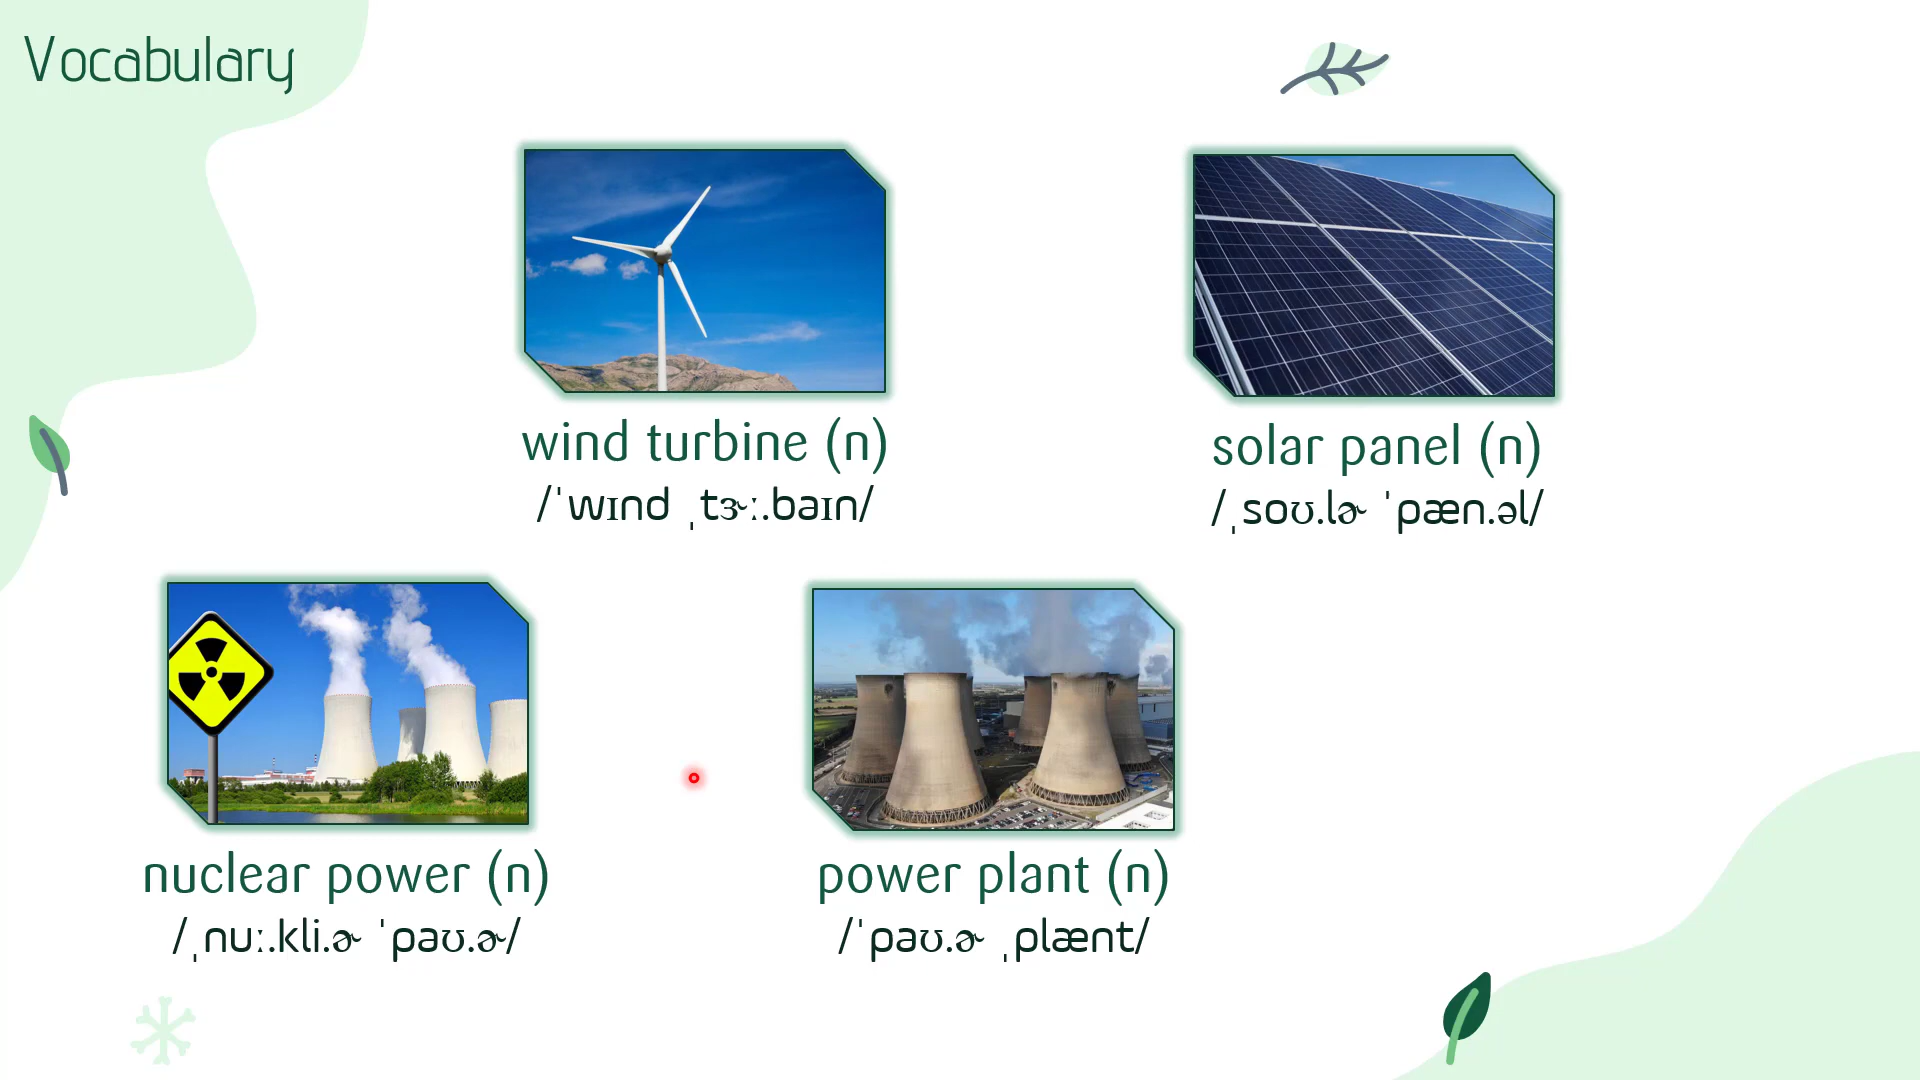 Vocabulary
wind turbine (n)
/ˈwɪnd ˌtɝː.baɪn/
solar panel (n)
/ˌsoʊ.lɚ ˈpæn.əl/
nuclear power (n)
/ˌnuː.kli.ɚ ˈpaʊ.ɚ/
power plant (n)
/ˈpaʊ.ɚ ˌplænt/